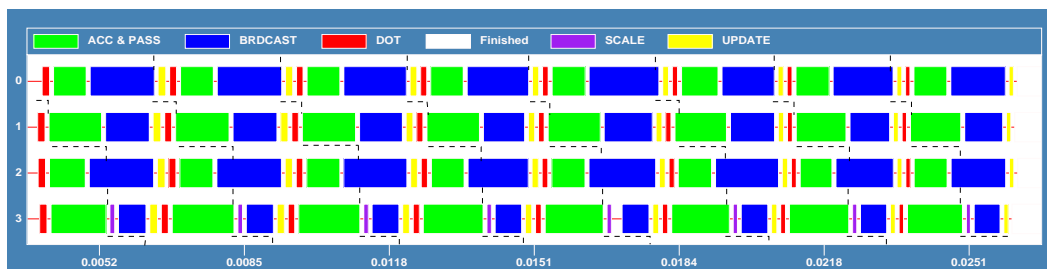 ACC & PASS BRDCAST DOT Finished SCALE UPDATE
0
1
2
3
0.0052 0.0085 0.0118 0.0151 0.0184 0.0218 0.0251